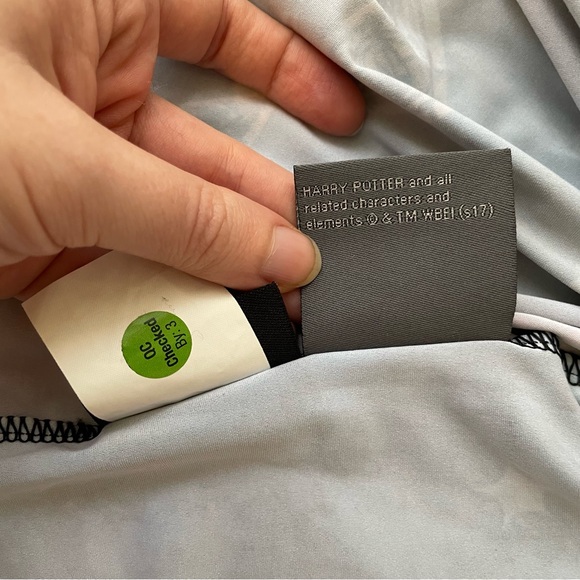 HARRY POTTER and all
related characters and
elements © & TM WBEI (s17)
QC
Checked
By: 3